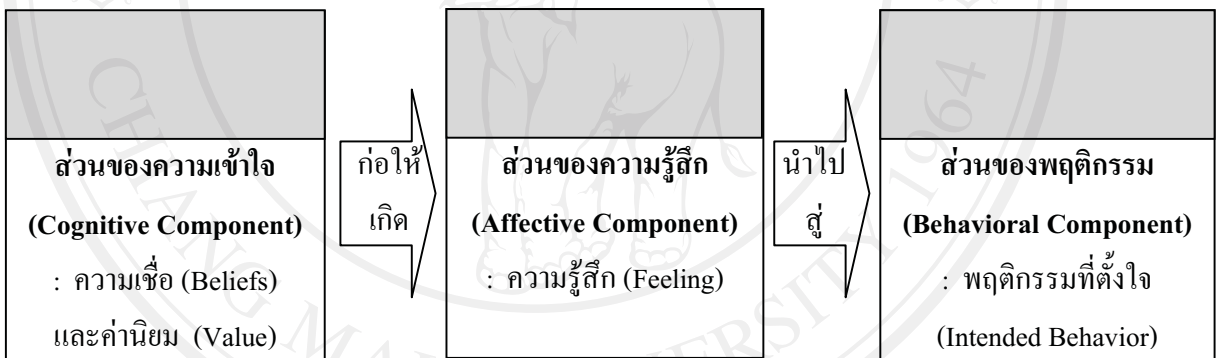 ส่วนของความเข้าใจ
(Cognitive Component)
: ความเชื่อ (Beliefs)
และค่านิยม (Value)
ก่อให้
เกิด
ส่วนของความรู้สึก
(Affective Component)
: ความรู้สึก (Feeling)
นำไป
สู่
ส่วนของพฤติกรรม
(Behavioral Component)
: พฤติกรรมที่ตั้งใจ
(Intended Behavior)
CHIANG MAI UNIVERSITY 1964